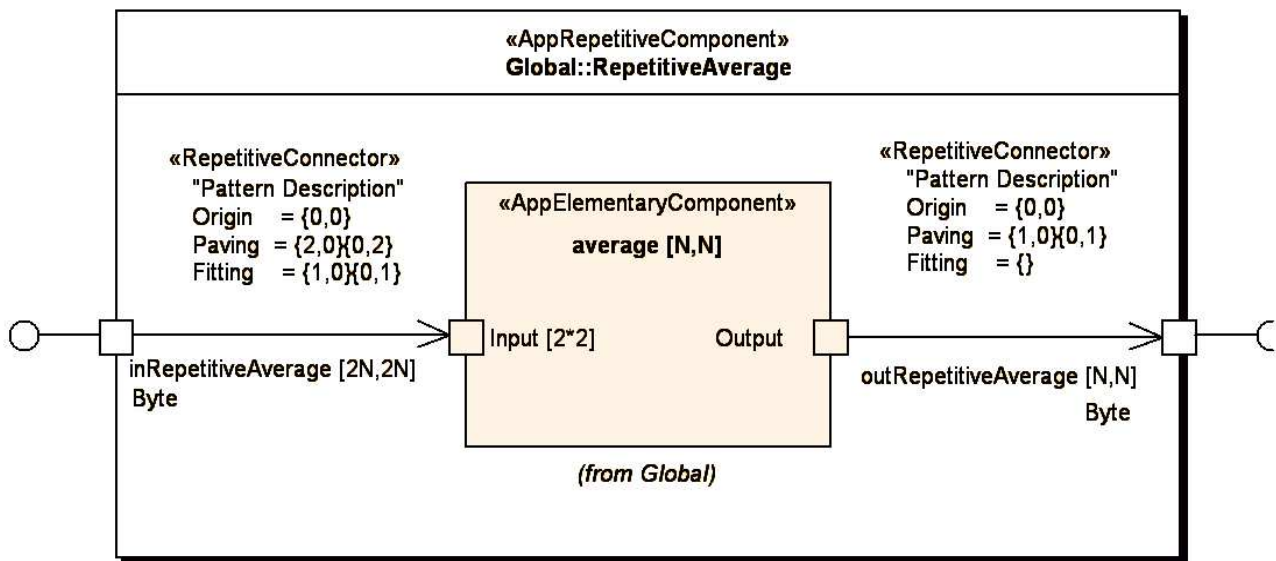 «AppRepetitiveComponent»
Global::RepetitiveAverage
«RepetitiveConnector»
"Pattern Description"
Origin = {0,0}
Paving = {2,0}{0,2}
Fitting = {1,0}{0,1}
«AppElementaryComponent»
average [N,N]
«RepetitiveConnector»
"Pattern Description"
Origin = {0,0}
Paving = {1,0}{0,1}
Fitting = {}
Input [2*2]
Output
inRepetitiveAverage [2N,2N]
Byte
outRepetitiveAverage [N,N]
Byte
(from Global)